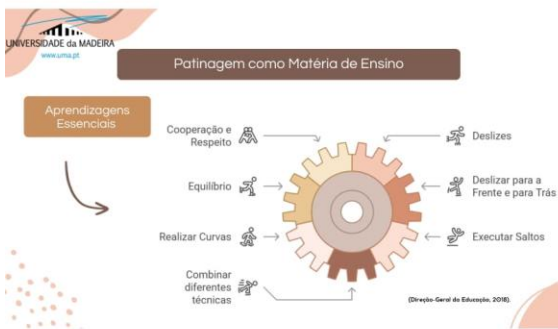 UNIVERSIDADE da MADEIRA
www.uma.pt
Patinagem como Matéria de Ensino
Aprendizagens
Essenciais
Cooperação e
Respeito
Equilíbrio
Realizar Curvas
Combinar
diferentes
técnicas
Deslizes
Deslizar para a
Frente e para Trás
Executar Saltos
(Direção-Geral da Educação, 2018).